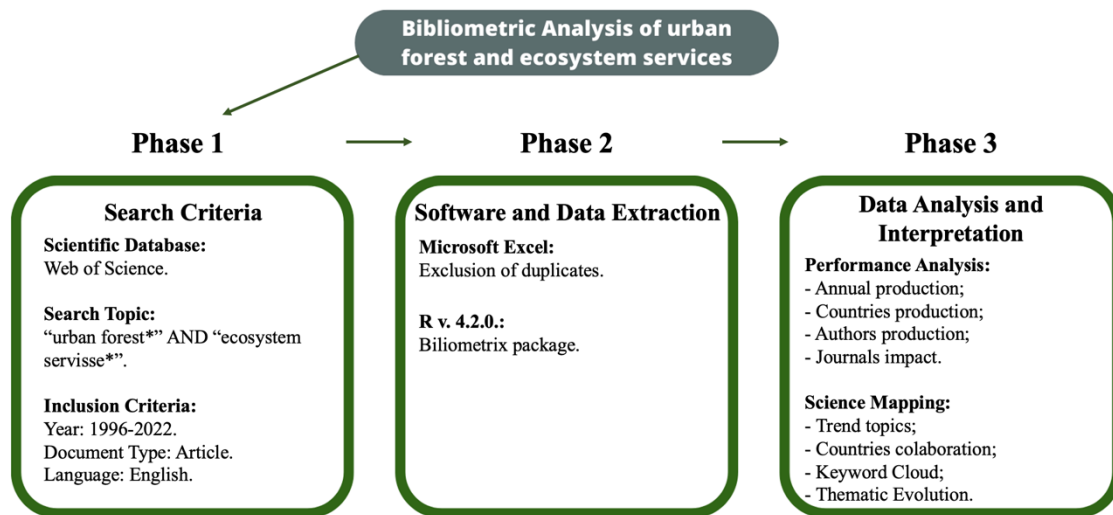 Bibliometric Analysis of urban
forest and ecosystem services
Phase 1
Phase 2
Phase 3
Search Criteria
Scientific Database:
Web of Science.
Search Topic:
“urban forest*” AND “ecosystem
servisse*”.
Inclusion Criteria:
Year: 1996-2022.
Document Type: Article.
Language: English.
Software and Data Extraction
Microsoft Excel:
Exclusion of duplicates.
R v. 4.2.0.:
Biliometrix package.
Data Analysis and
Interpretation
Performance Analysis:
- Annual production;
- Countries production;
- Authors production;
- Journals impact.
Science Mapping:
- Trend topics;
- Countries colaboration;
- Keyword Cloud;
- Thematic Evolution.